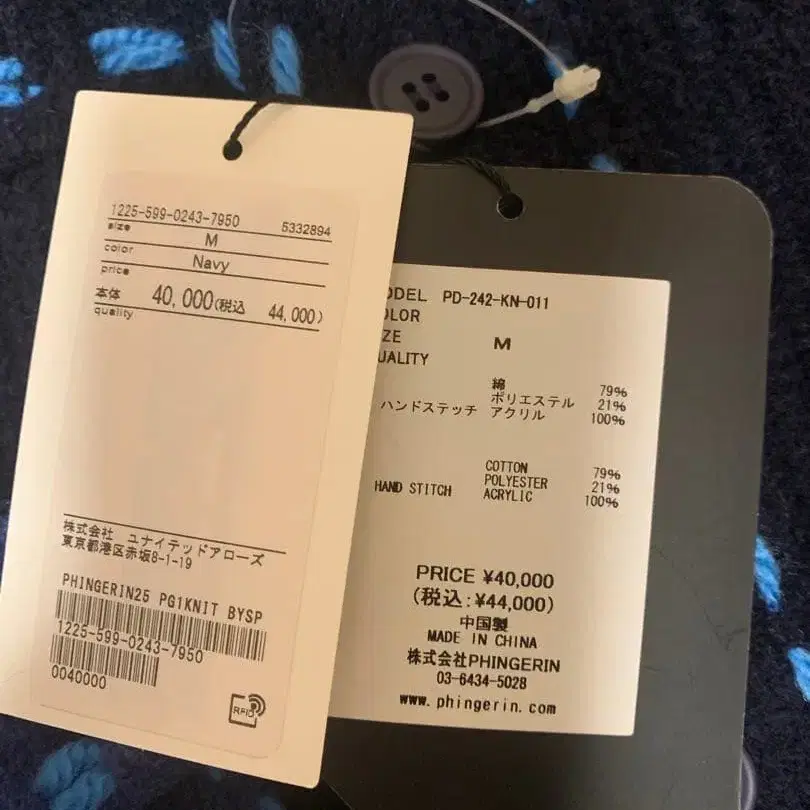 1225-599-0243-7950 5332894
size M
color Navy
price
本体 40,000(税込 44,000)
quality
株式会社 ユナイテッドアローズ
東京都港区赤坂8-1-19
PHINGERIN25 PG1KNIT BYSP
1225-599-0243-7950
0040000
RFID
ODEL PD-242-KN-011
OLOR
ZE M
UALITY
綿 79%
ポリエステル 21%
ハンドステッチ アクリル 100%
COTTON 79%
POLYESTER 21%
HAND STITCH ACRYLIC 100%
PRICE ¥40,000
(税込:¥44,000)
中国製
MADE IN CHINA
株式会社PHINGERIN
03-6434-5028
www.phingerin.com